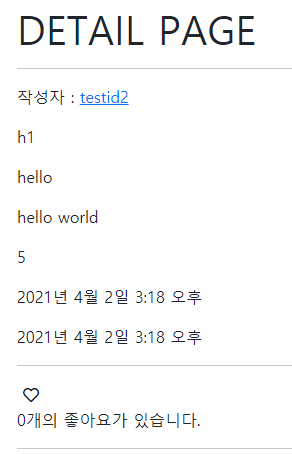 DETAIL PAGE
작성자 : testid2
h1
hello
hello world
5
2021년 4월 2일 3:18 오후
2021년 4월 2일 3:18 오후
0개의 좋아요가 있습니다.